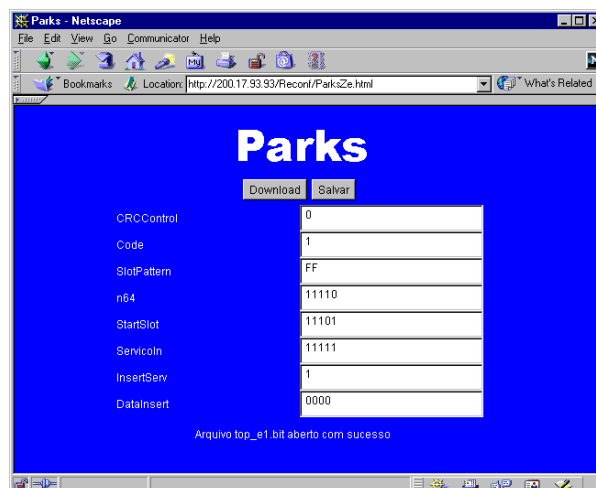 Parks - Netscape
File Edit View Go Communicator Help
My
Bookmarks Location: http://200.17.93.93/Reconf/ParksZe.html What's Related
Parks
Download Salvar
CRCControl 0
Code 1
SlotPattern FF
n64 11110
StartSlot 11101
ServicoIn 11111
InsertServ 1
DataInsert 0000
Arquivo top_e1.bit aberto com sucesso